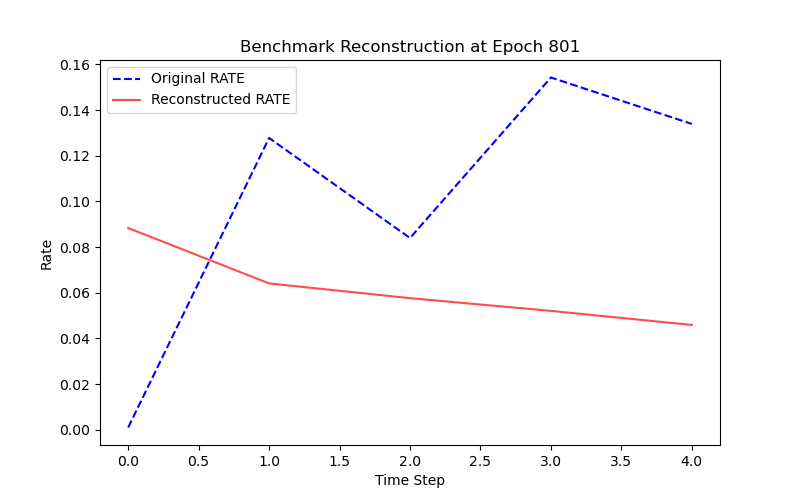 Benchmark Reconstruction at Epoch 801
Original RATE
Reconstructed RATE
Rate
0.16
0.14
0.12
0.10
0.08
0.06
0.04
0.02
0.00
0.0 0.5 1.0 1.5 2.0 2.5 3.0 3.5 4.0
Time Step